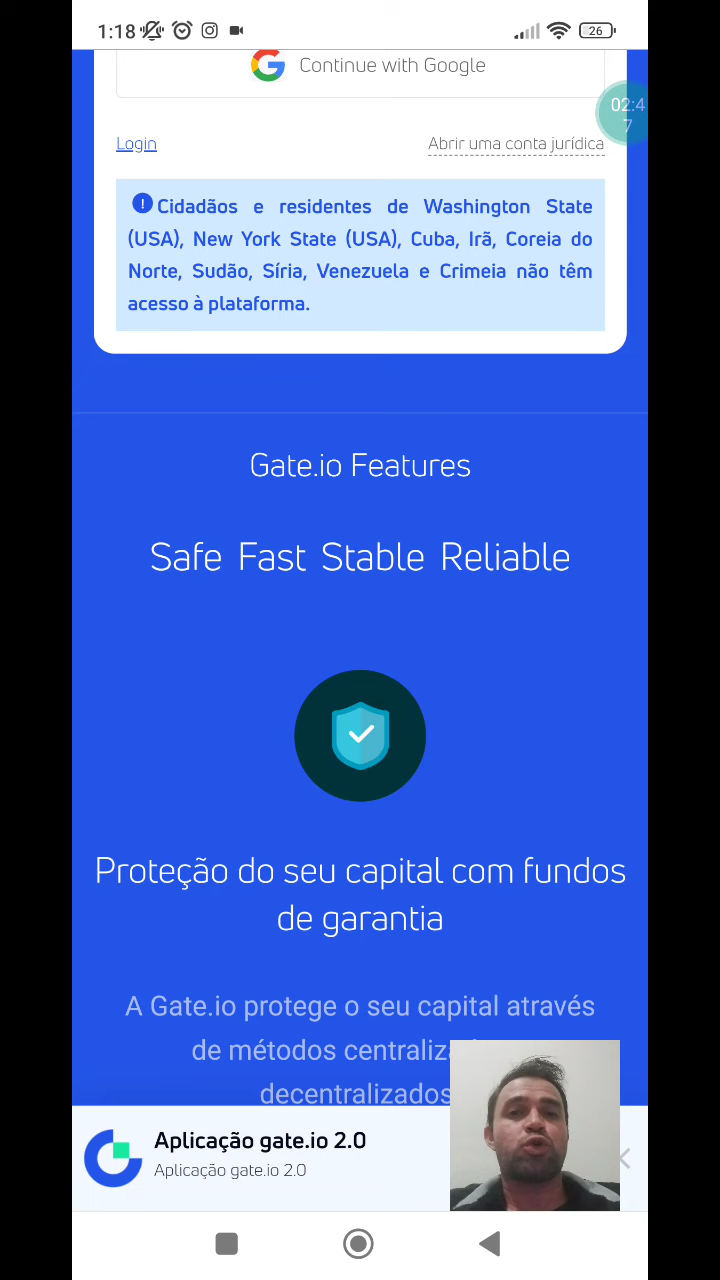 1:18
26
Continue with Google
02:4
7
Login
Abrir uma conta jurídica
Cidadãos e residentes de Washington State
(USA), New York State (USA), Cuba, Irã, Coreia do
Norte, Sudão, Síria, Venezuela e Crimeia não têm
acesso à plataforma.
Gate.io Features
Safe Fast Stable Reliable
Proteção do seu capital com fundos
de garantia
A Gate.io protege o seu capital através
de métodos
decentralizados
Aplicação gate.io 2.0
Aplicação gate.io 2.0